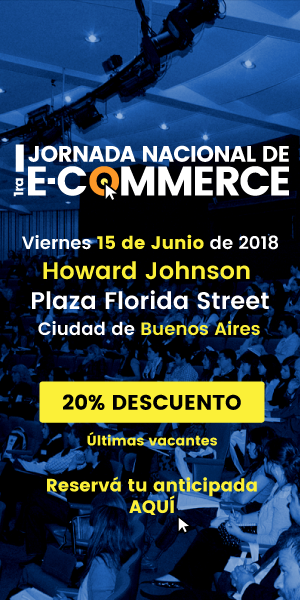 1ra JORNADA NACIONAL DE
E-COMMERCE
Viernes 15 de Junio de 2018
Howard Johnson
Plaza Florida Street
Ciudad de Buenos Aires
20% DESCUENTO
Últimas vacantes
Reservá tu anticipada
AQUÍ